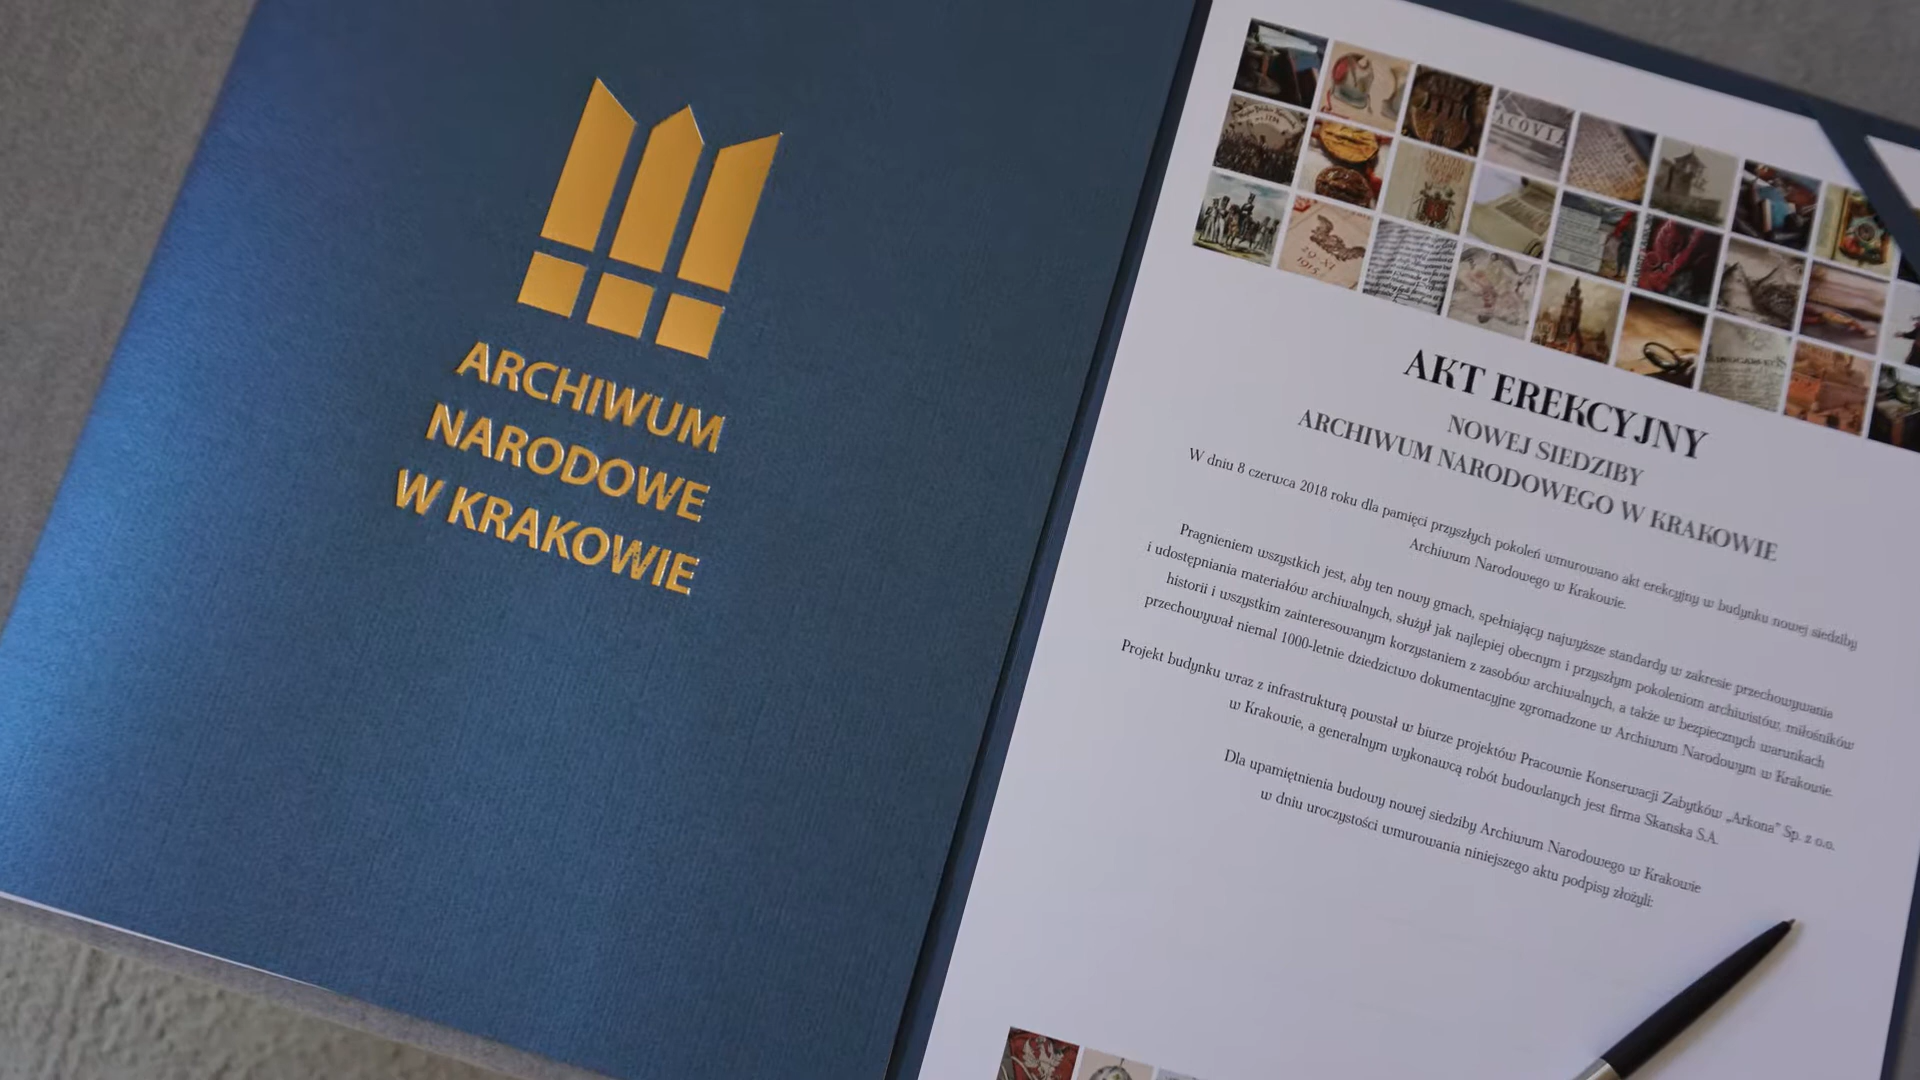 ARCHIWUM
NARODOWE
W KRAKOWIE
ACOVIA
29·XI
1915
AKT EREKCYJNY
NOWEJ SIEDZIBY
ARCHIWUM NARODOWEGO W KRAKOWIE
W dniu 8 czerwca 2018 roku dla pamięci przyszłych pokoleń wmurowano akt erekcyjny w budynku nowej siedziby
Archiwum Narodowego w Krakowie.
Pragnieniem wszystkich jest, aby ten nowy gmach, spełniający najwyższe standardy w zakresie przechowywania
i udostępniania materiałów archiwalnych, służył jak najlepiej obecnym i przyszłym pokoleniom archiwistów, miłośników
historii i wszystkim zainteresowanym korzystaniem z zasobów archiwalnych, a także w bezpiecznych warunkach
przechowywał niemal 1000-letnie dziedzictwo dokumentacyjne zgromadzone w Archiwum Narodowym w Krakowie.
Projekt budynku wraz z infrastrukturą powstał w biurze projektów Pracownie Konserwacji Zabytków „Arkona” Sp. z o.o.
w Krakowie, a generalnym wykonawcą robót budowlanych jest firma Skanska S.A.
Dla upamiętnienia budowy nowej siedziby Archiwum Narodowego w Krakowie
w dniu uroczystości wmurowania niniejszego aktu podpisy złożyli: